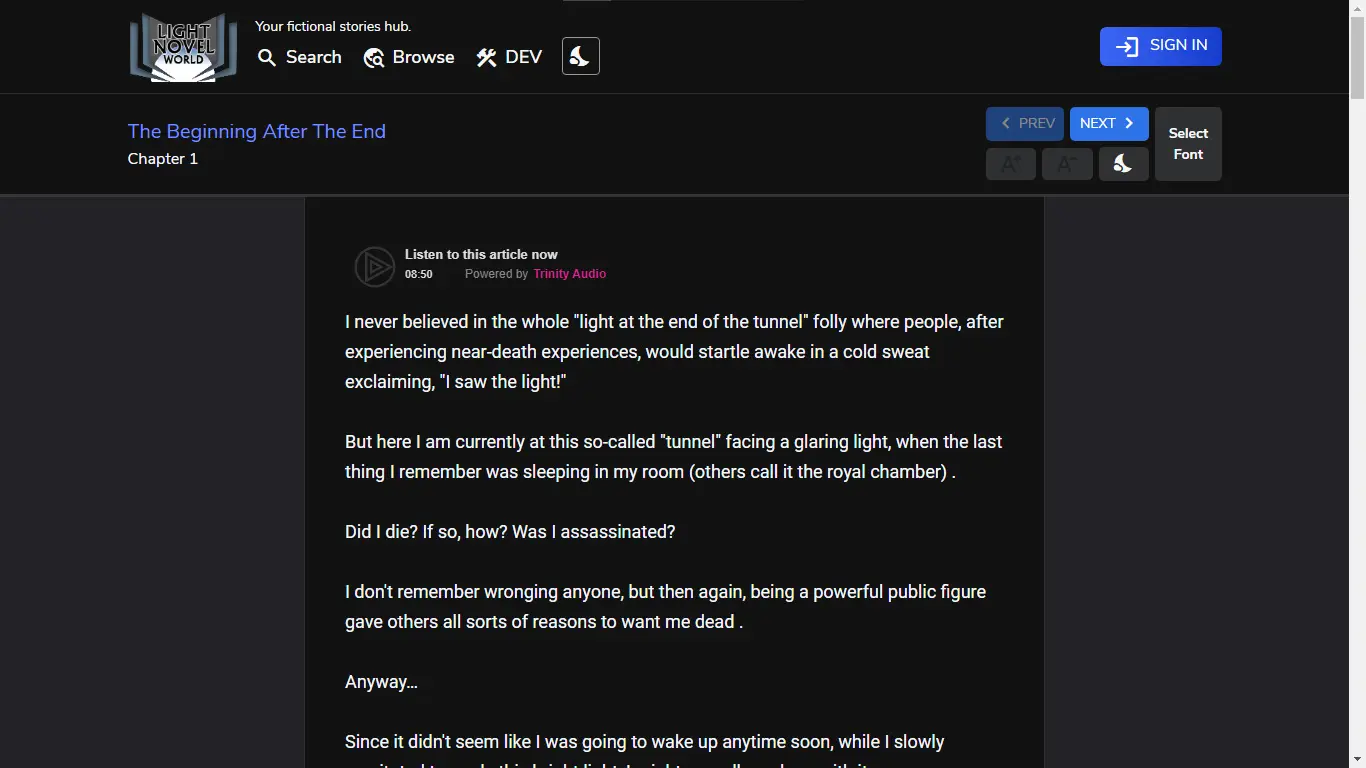 LIGHT
NOVEL
WORLD
Your fictional stories hub.
Search
Browse
DEV
SIGN IN
The Beginning After The End
Chapter 1
PREV
NEXT
A+
A-
Select
Font
Listen to this article now
08:50
Powered by Trinity Audio
I never believed in the whole "light at the end of the tunnel" folly where people, after
experiencing near-death experiences, would startle awake in a cold sweat
exclaiming, "I saw the light!"
But here I am currently at this so-called "tunnel" facing a glaring light, when the last
thing I remember was sleeping in my room (others call it the royal chamber) .
Did I die? If so, how? Was I assassinated?
I don't remember wronging anyone, but then again, being a powerful public figure
gave others all sorts of reasons to want me dead .
Anyway…
Since it didn't seem like I was going to wake up anytime soon, while I slowly